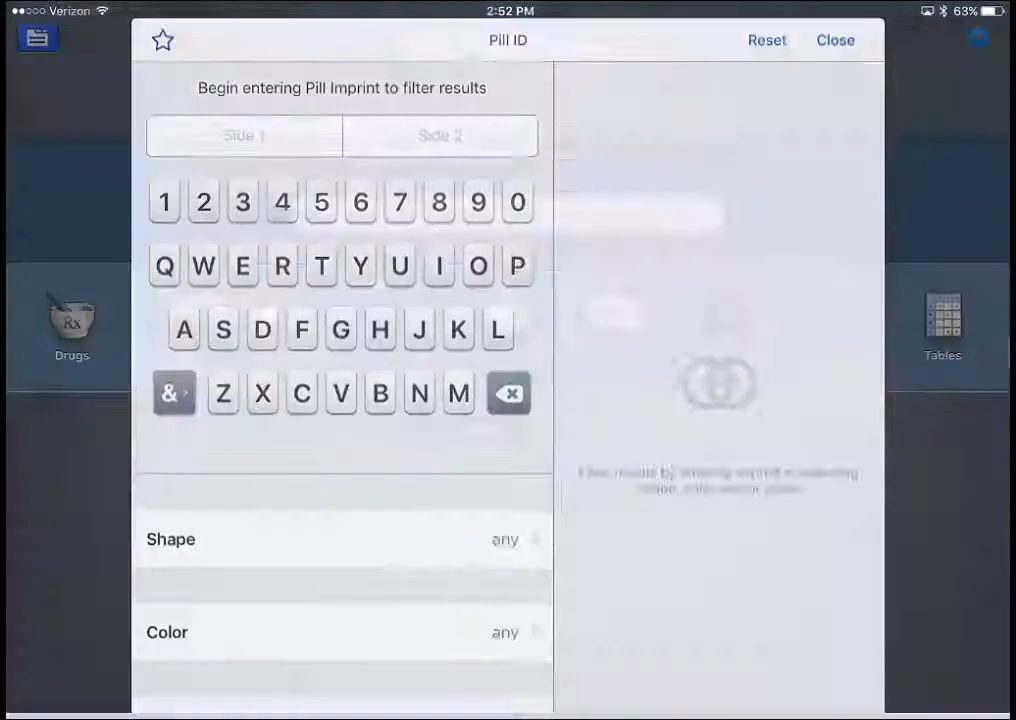 Verizon 2:52 PM 63%
Pill ID Reset Close
Begin entering Pill Imprint to filter results
Side 1 Side 2
1 2 3 4 5 6 7 8 9 0
Q W E R T Y U I O P
A S D F G H J K L
& Z X C V B N M
Rx
Drugs
Tables
Shape any
Color any